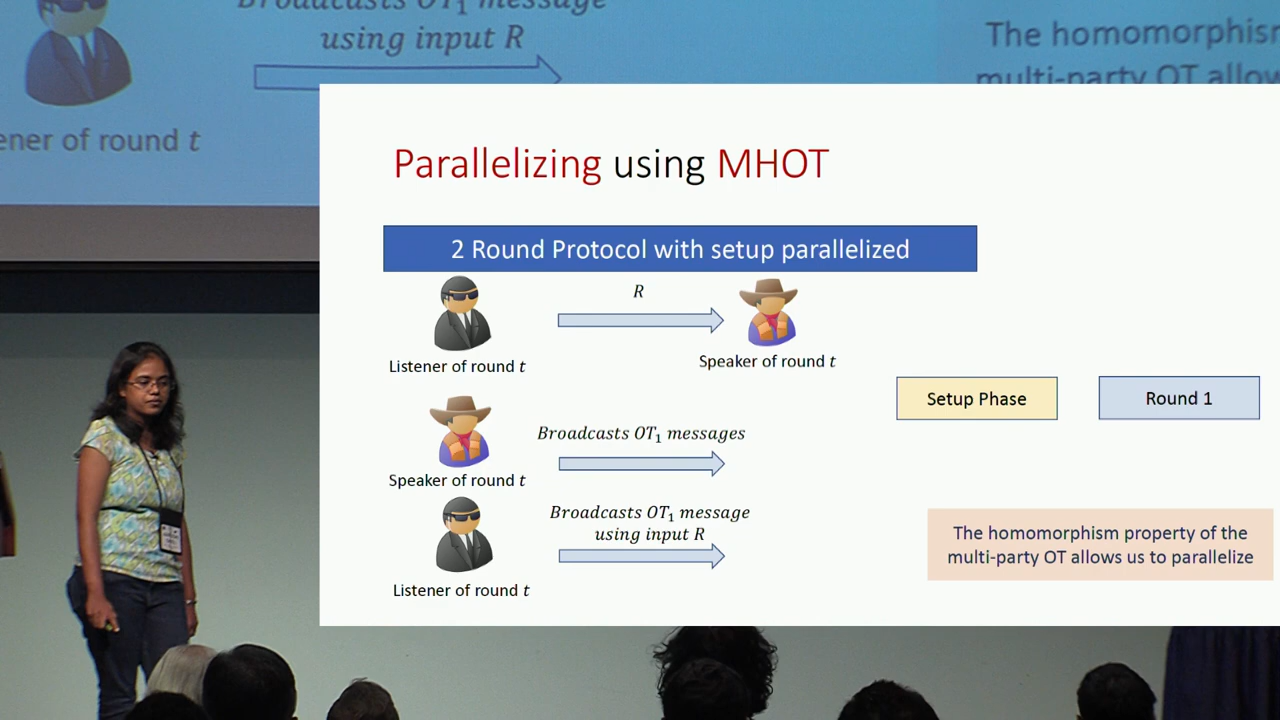 Broadcasts OT₁ message
using input R
ener of round t
The homomorphism
multi-party OT allow
Parallelizing using MHOT
2 Round Protocol with setup parallelized
R
Listener of round t
Speaker of round t
Setup Phase
Round 1
Broadcasts OT₁ messages
Speaker of round t
Broadcasts OT₁ message
using input R
Listener of round t
The homomorphism property of the
multi-party OT allows us to parallelize